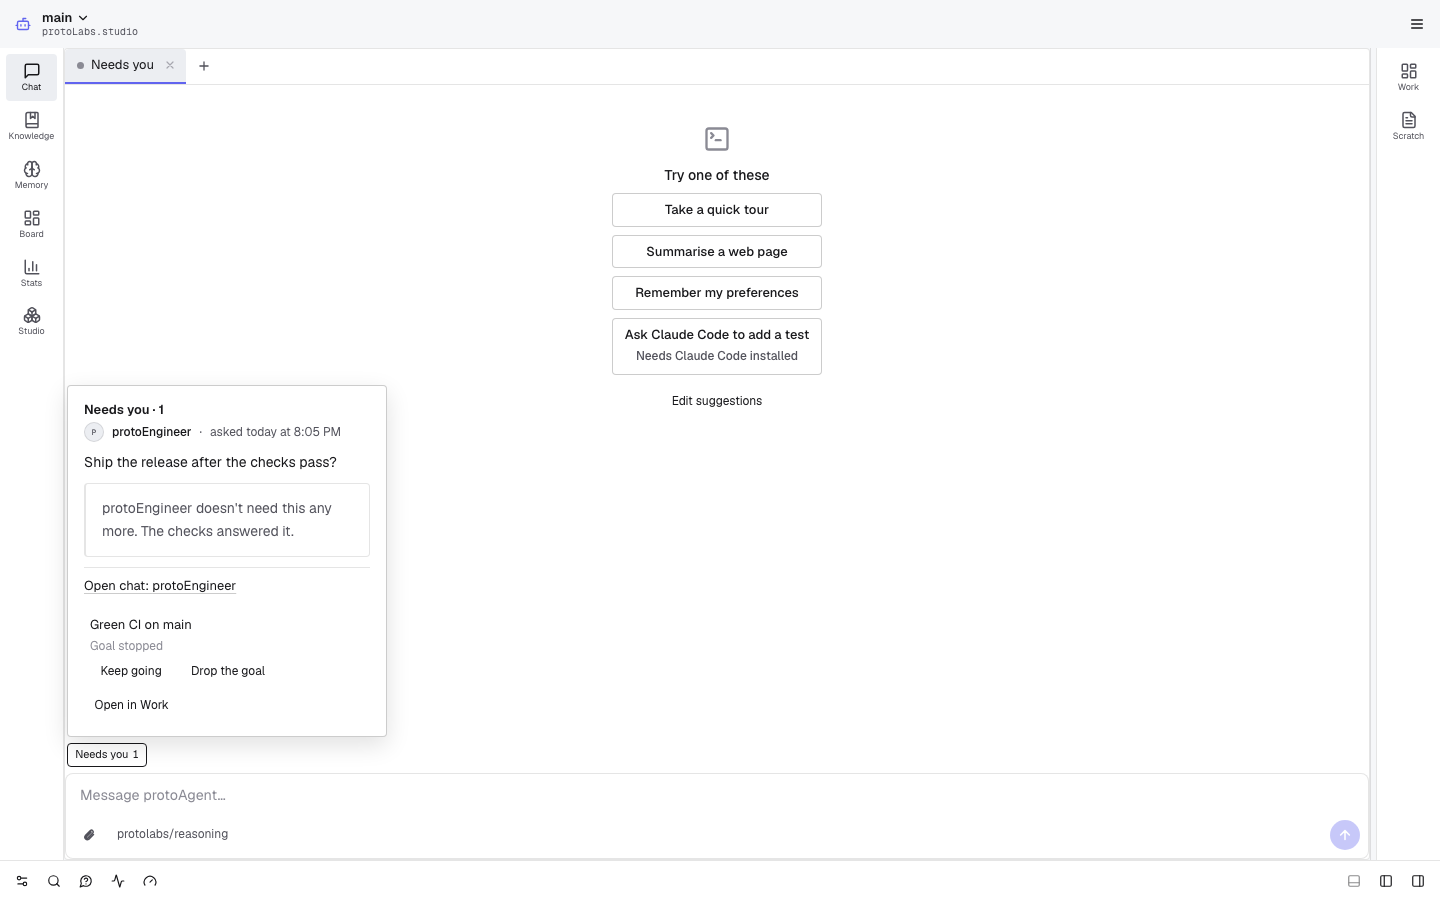 main
protoLabs.studio
Chat
Knowledge
Memory
Board
Stats
Studio
Needs you
Try one of these
Take a quick tour
Summarise a web page
Remember my preferences
Ask Claude Code to add a test
Needs Claude Code installed
Edit suggestions
Needs you · 1
P protoEngineer · asked today at 8:05 PM
Ship the release after the checks pass?
protoEngineer doesn't need this any
more. The checks answered it.
Open chat: protoEngineer
Green CI on main
Goal stopped
Keep going Drop the goal
Open in Work
Needs you 1
Message protoAgent…
protolabs/reasoning
Work
Scratch